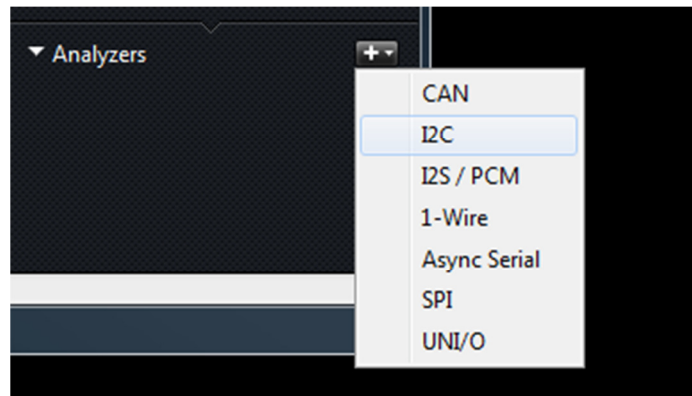 Analyzers
CAN
I2C
I2S / PCM
1-Wire
Async Serial
SPI
UNI/O